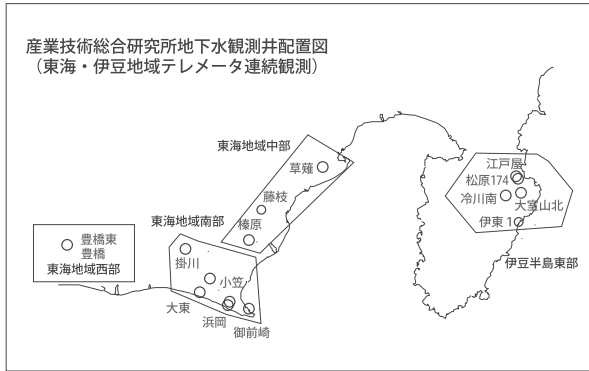 産業技術総合研究所地下水観測井配置図
(東海・伊豆地域テレメータ連続観測)
東海地域中部
草薙
藤枝
榛原
東海地域南部
掛川
小笠
大東
浜岡
御前崎
豊橋東
豊橋
東海地域西部
江戸屋
松原174
冷川南
大室山北
伊東1
伊豆半島東部